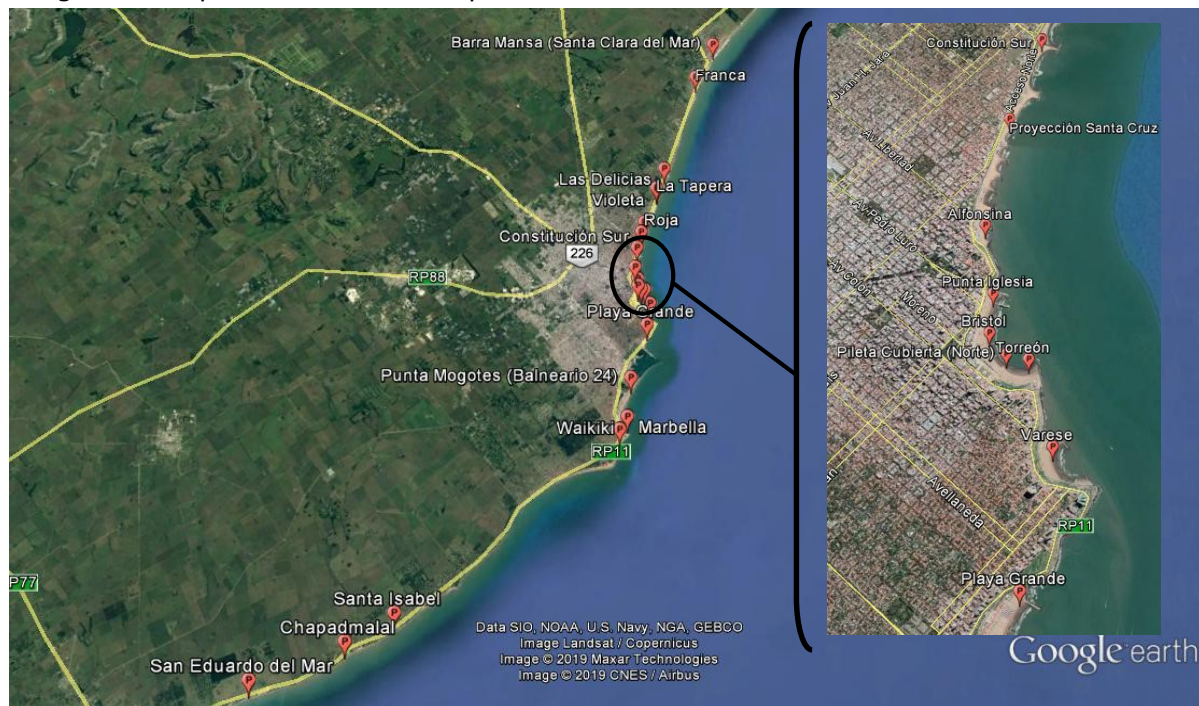 Barra Mansa (Santa Clara del Mar)
Franca
Las Delicias
La Tapera
Violeta
Roja
Constitución Sur
226
RP88
Playa Grande
Punta Mogotes (Balneario 24)
Waikiki
Marbella
RP11
Santa Isabel
Chapadmalal
San Eduardo del Mar
Data SIO, NOAA, U.S. Navy, NGA, GEBCO
Image Landsat / Copernicus
Image © 2019 Maxar Technologies
Image © 2019 CNES / Airbus
Constitución Sur
Acceso Norte
Proyección Santa Cruz
Av Libertad
Alfonsina
Av Pedro Luro
Av Colón
Moreno
Punta Iglesia
Bristol
Pileta Cubierta (Norte)
Torreón
Varese
Avellaneda
RP11
Playa Grande
Google earth